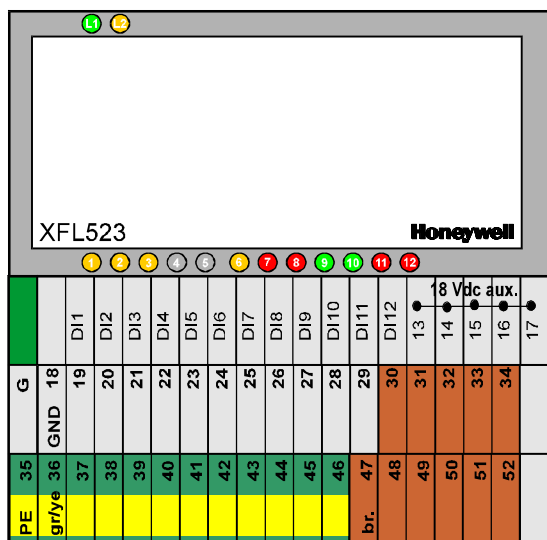 L1 L2
XFL523 Honeywell
1 2 3 4 5 6 7 8 9 10 11 12
DI1 DI2 DI3 DI4 DI5 DI6 DI7 DI8 DI9 DI10 DI11 DI12
18 Vdc aux.
13 14 15 16 17
G 18 19 20 21 22 23 24 25 26 27 28 29 30 31 32 33 34
GND
35 36 37 38 39 40 41 42 43 44 45 46 47 48 49 50 51 52
PE gr/ye br.